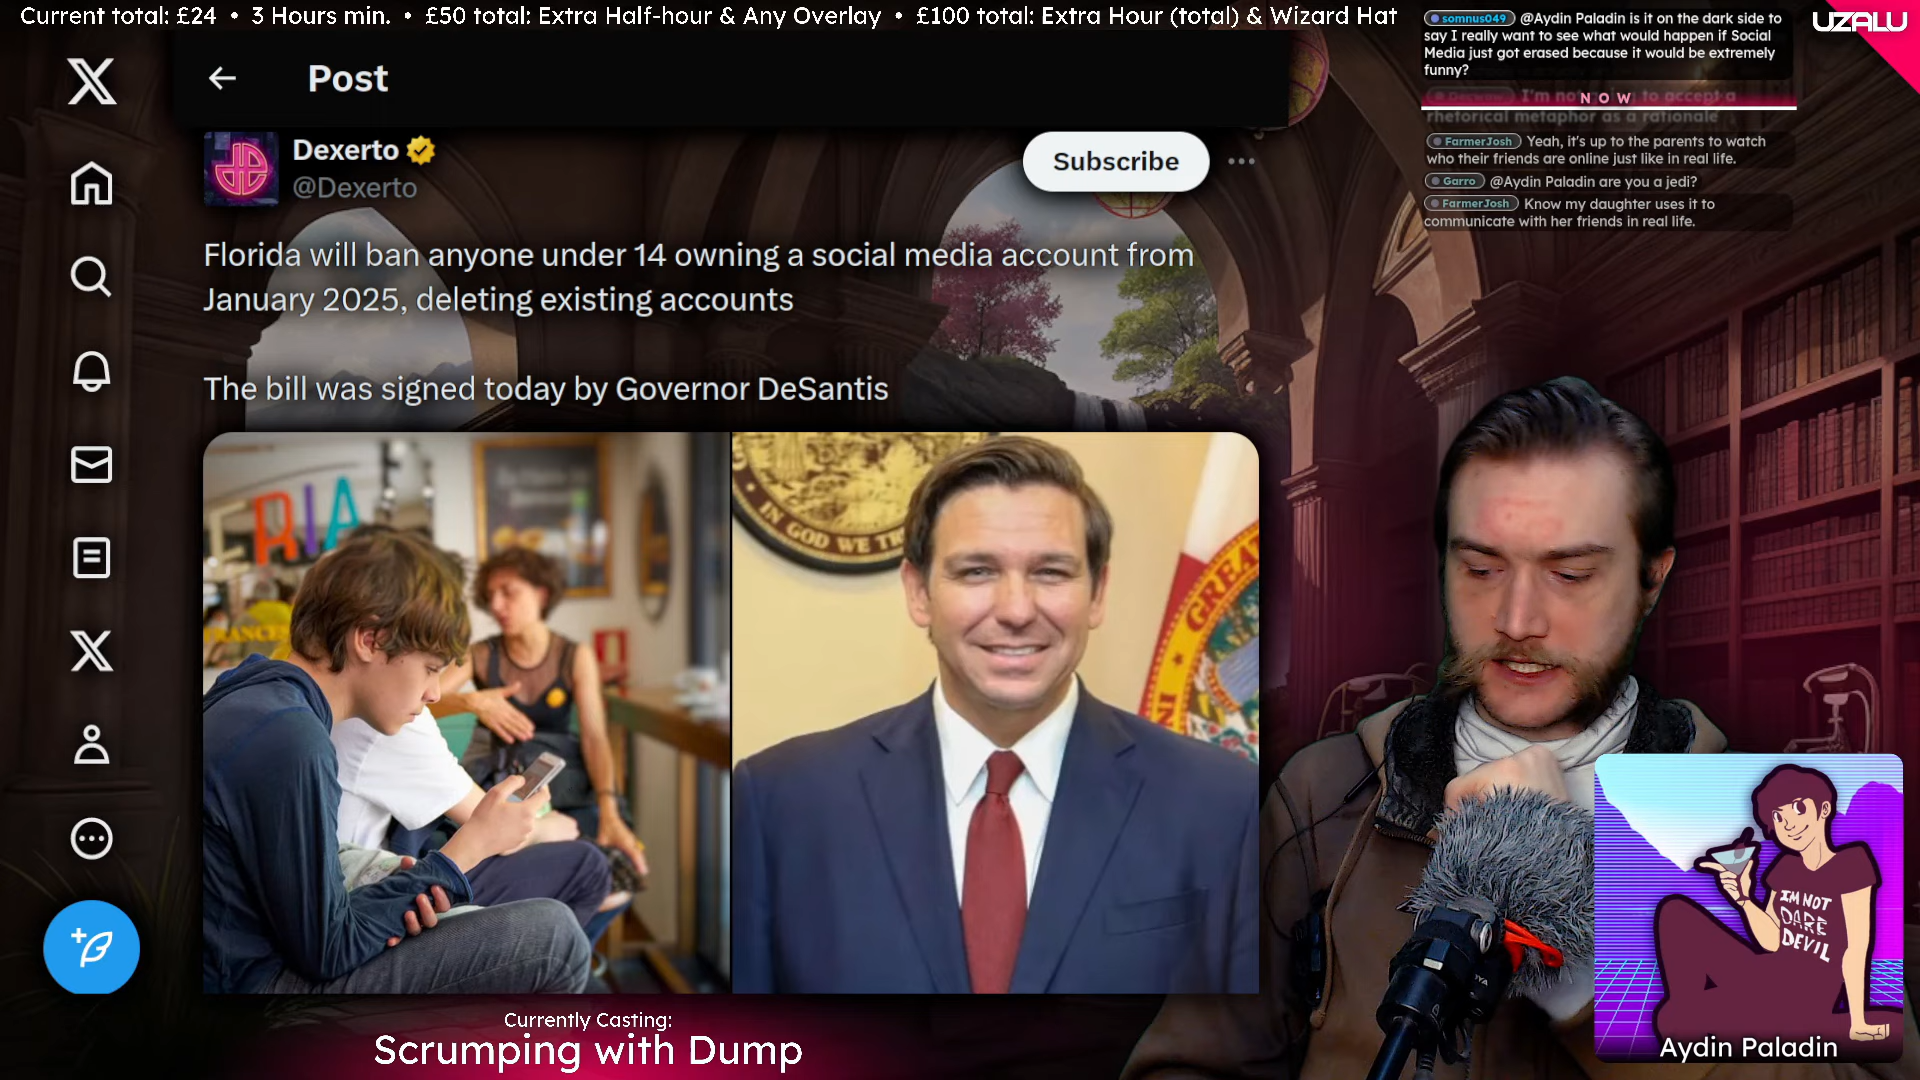 Current total: £24 • 3 Hours min. • £50 total: Extra Half-hour & Any Overlay • £100 total: Extra Hour (total) & Wizard Hat
UZALU
somnus049 @Aydin Paladin is it on the dark side to
say I really want to see what would happen if Social
Media just got erased because it would be extremely
funny?
I'm not
to accept a
NOW
rhetorical metaphor as a rationale
FarmerJosh Yeah, it's up to the parents to watch
who their friends are online just like in real life.
Garro @Aydin Paladin are you a jedi?
FarmerJosh Know my daughter uses it to
communicate with her friends in real life.
Post
Dexerto
@Dexerto
Subscribe
Florida will ban anyone under 14 owning a social media account from
January 2025, deleting existing accounts
The bill was signed today by Governor DeSantis
RIA
IN GOD WE TR
GREA
I'M NOT
DARE
DEVIL
Currently Casting:
Scrumping with Dump
Aydin Paladin